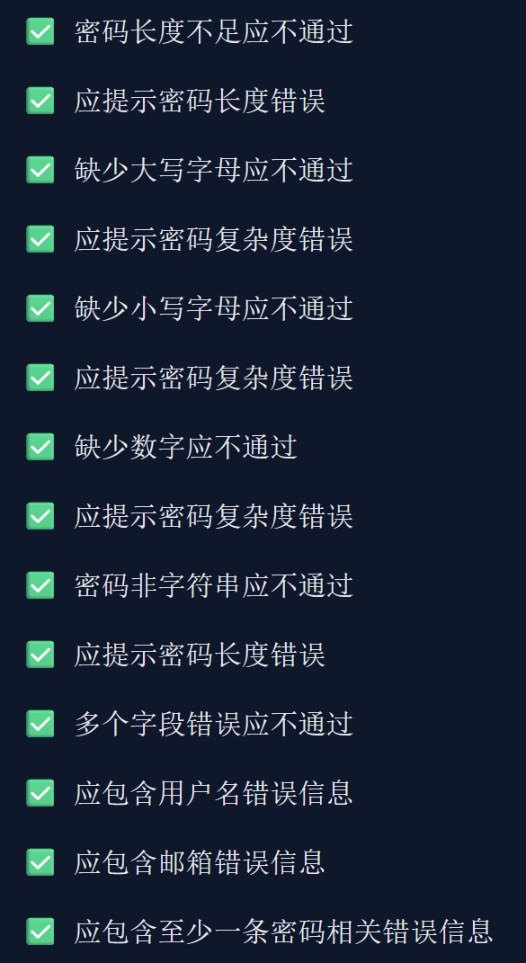 ✅ 密码长度不足应不通过
✅ 应提示密码长度错误
✅ 缺少大写字母应不通过
✅ 应提示密码复杂度错误
✅ 缺少小写字母应不通过
✅ 应提示密码复杂度错误
✅ 缺少数字应不通过
✅ 应提示密码复杂度错误
✅ 密码非字符串应不通过
✅ 应提示密码长度错误
✅ 多个字段错误应不通过
✅ 应包含用户名错误信息
✅ 应包含邮箱错误信息
✅ 应包含至少一条密码相关错误信息